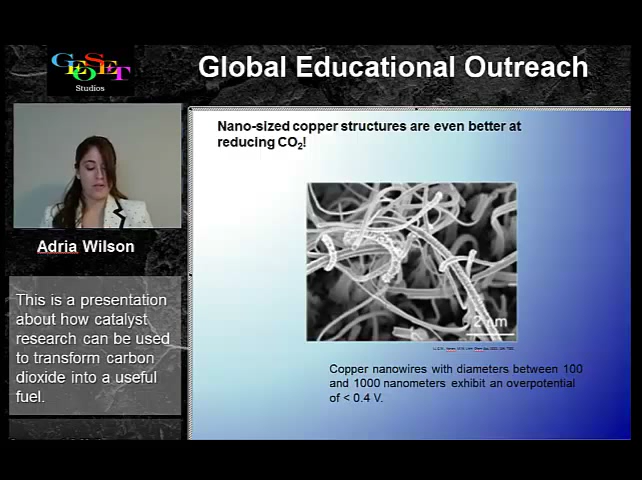 GEOSET
Studios
Global Educational Outreach
Nano-sized copper structures are even better at
reducing CO₂!
Adria Wilson
This is a presentation
about how catalyst
research can be used
to transform carbon
dioxide into a useful
fuel.
Copper nanowires with diameters between 100
and 1000 nanometers exhibit an overpotential
of < 0.4 V.